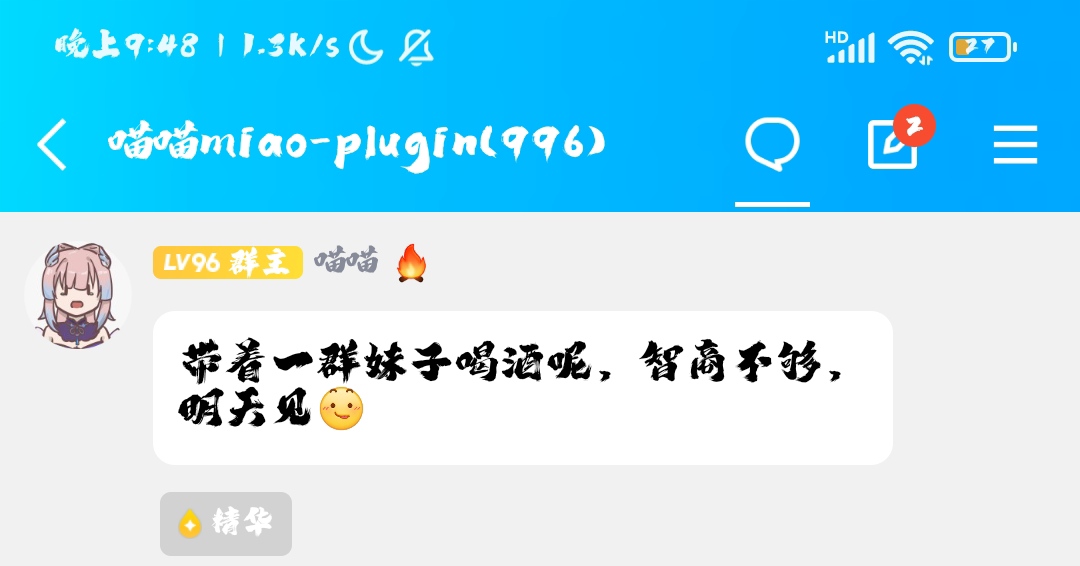 晚上9:48 | 1.3K/s
HD
27
喵喵miao-plugin(996)
2
LV96 群主 喵喵
带着一群妹子喝酒呢，智商不够，
明天见
精华